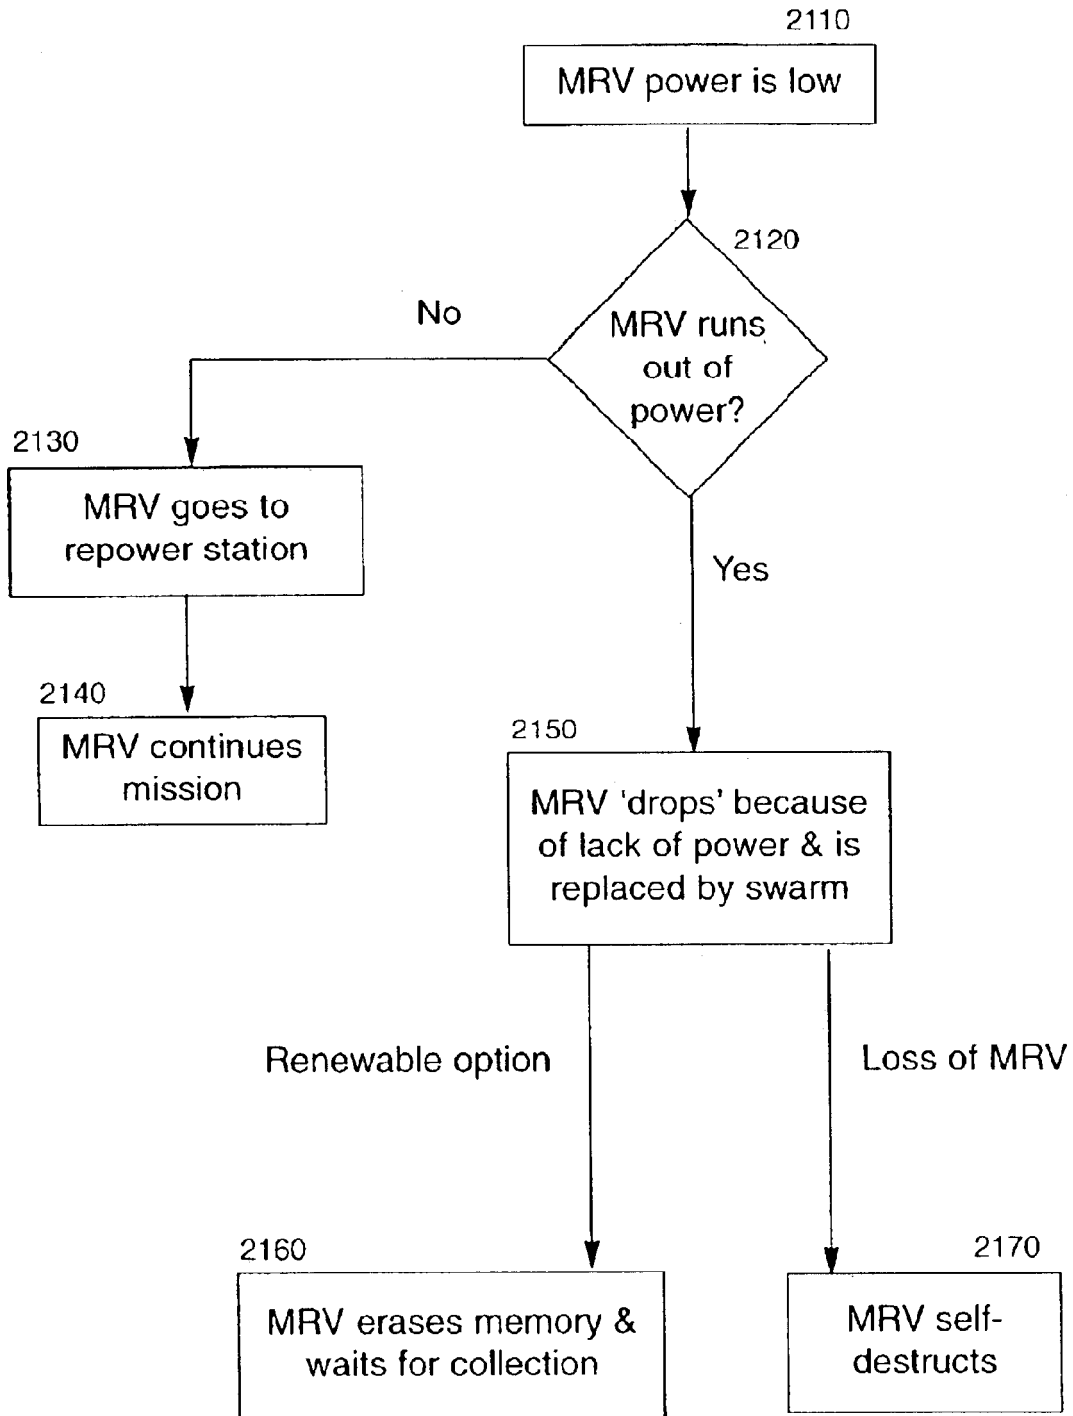 2110
MRV power is low
2120
MRV runs
out of
power?
No
2130
MRV goes to
repower station
Yes
2140
MRV continues
mission
2150
MRV 'drops' because
of lack of power & is
replaced by swarm
Renewable option
Loss of MRV
2160
MRV erases memory &
waits for collection
2170
MRV self-
destructs